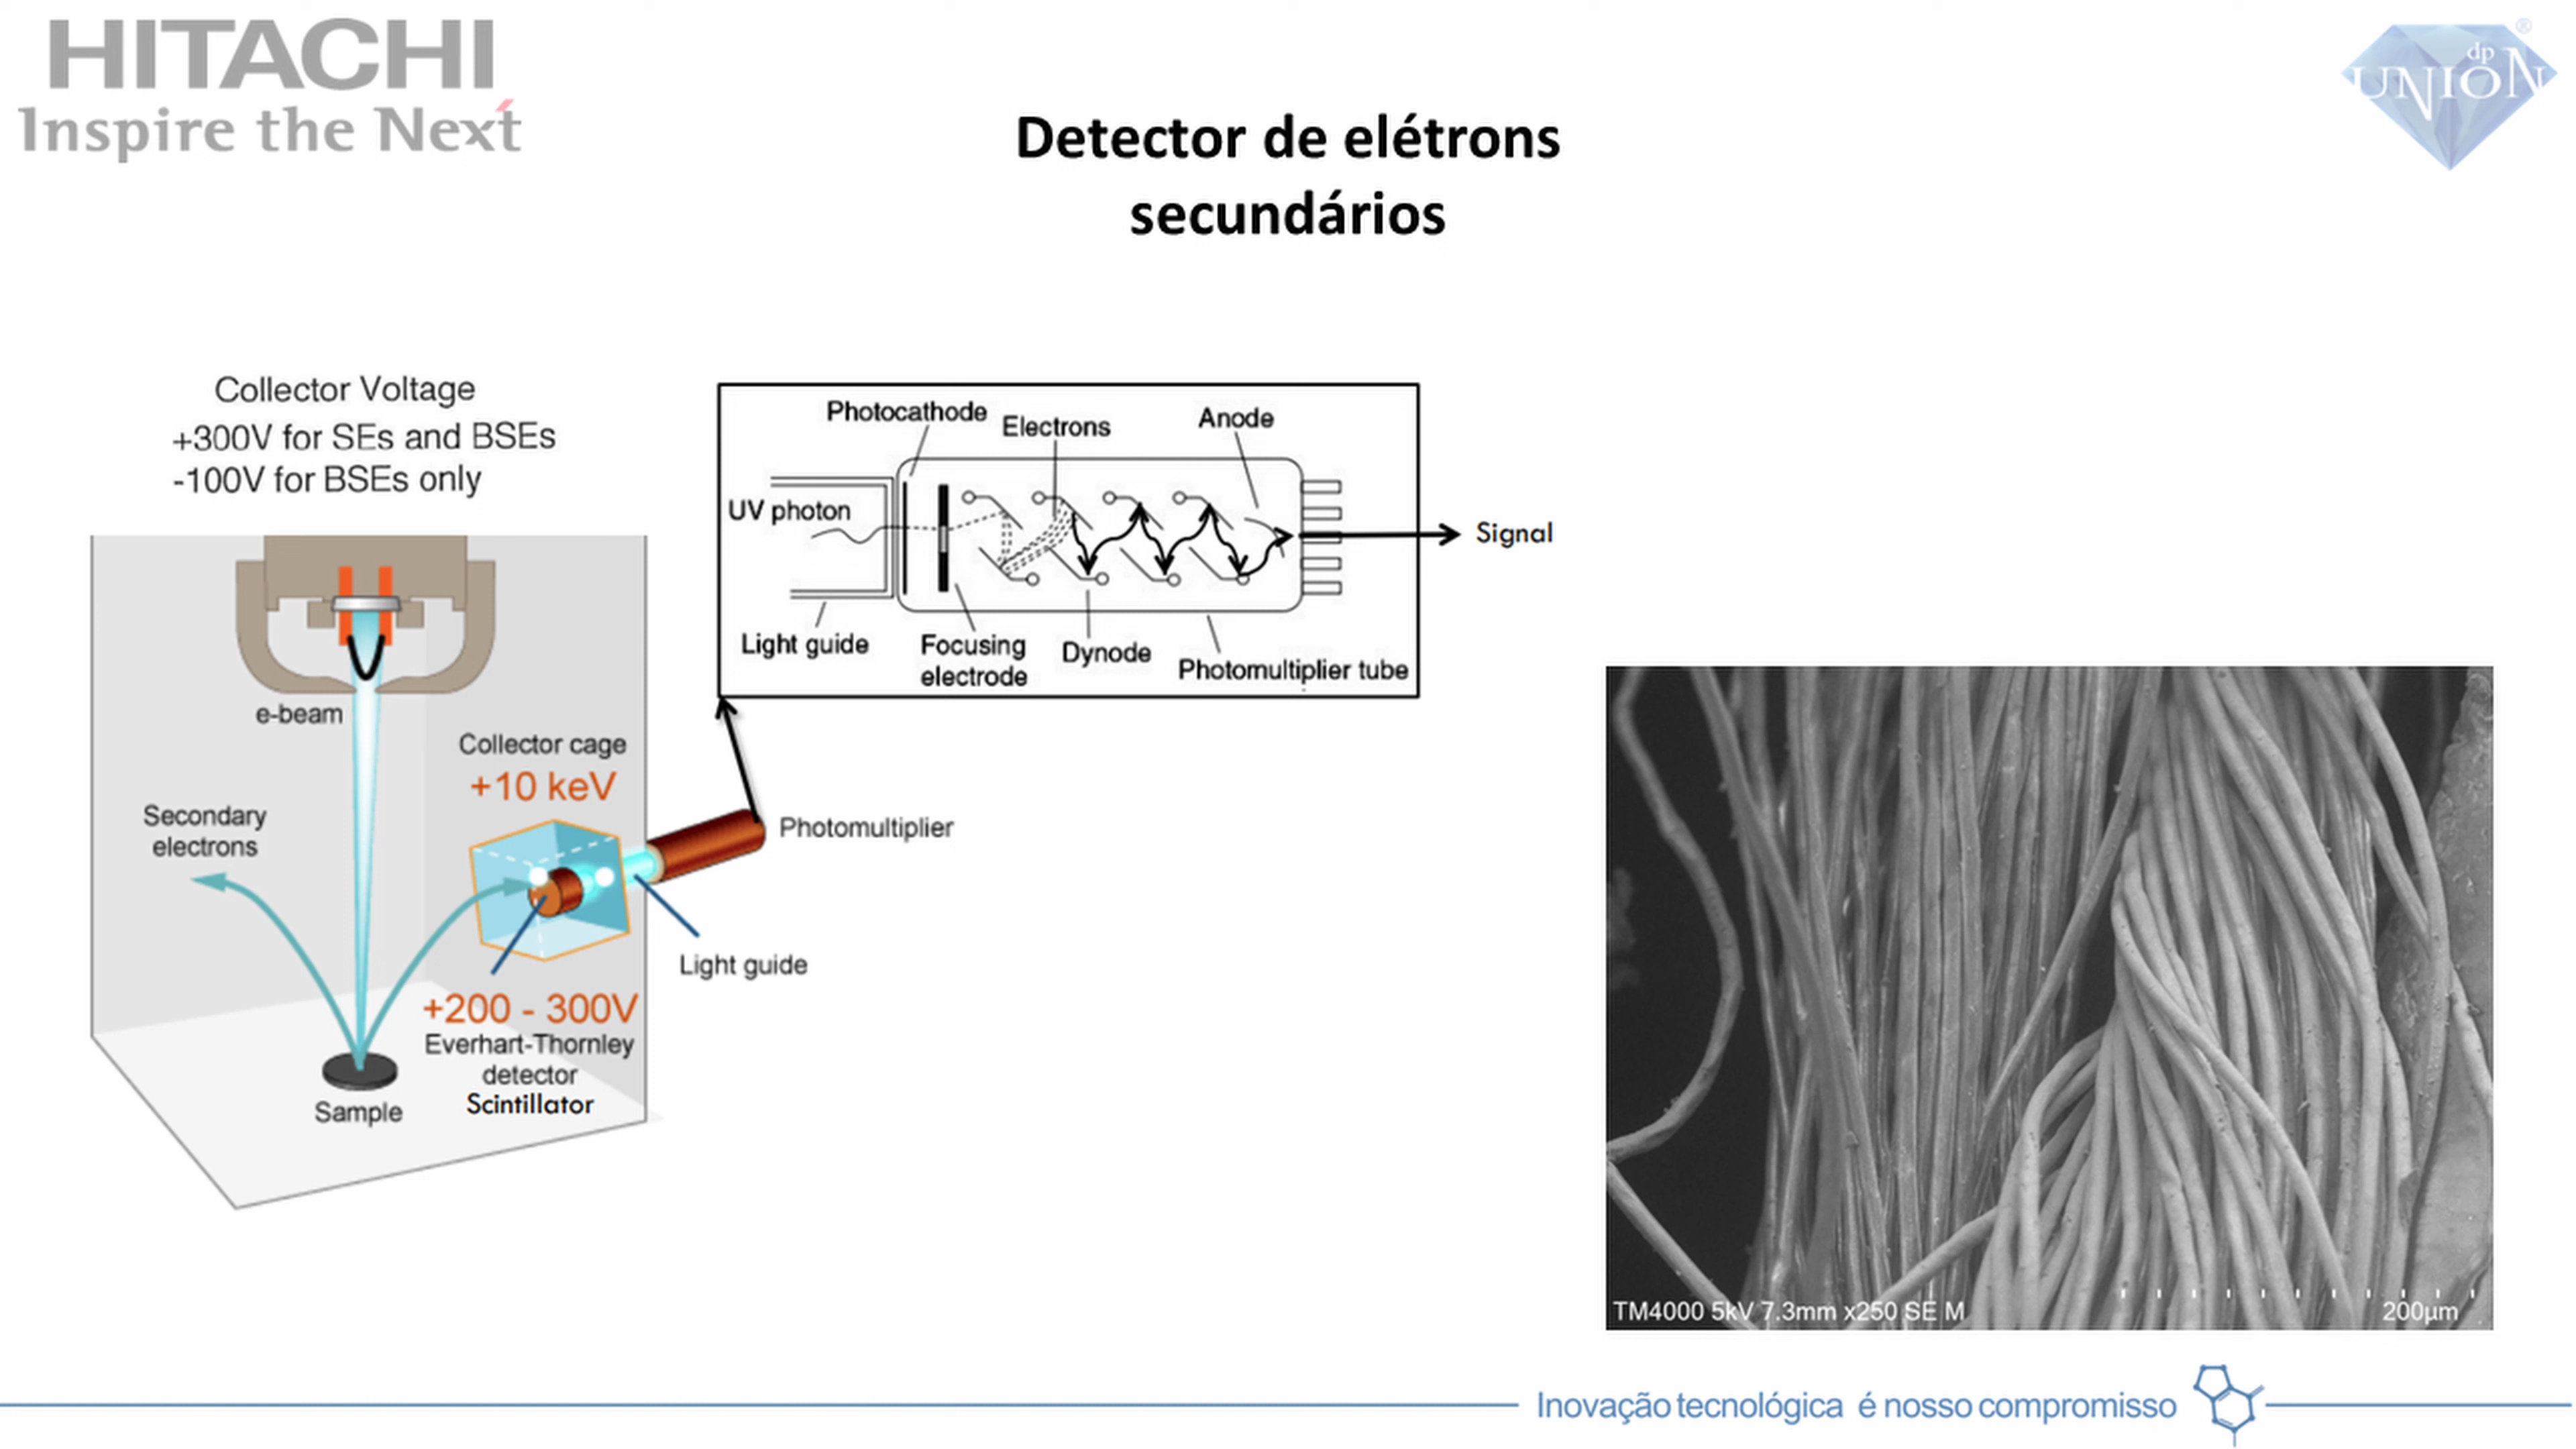 HITACHI
Inspire the Next
dp
UNION
®
Detector de elétrons
secundários
Collector Voltage
+300V for SEs and BSEs
-100V for BSEs only
e-beam
Collector cage
+10 keV
Secondary
electrons
Photomultiplier
Light guide
+200 - 300V
Everhart-Thornley
detector
Scintillator
Sample
Photocathode
Electrons
Anode
UV photon
Signal
Light guide
Focusing
electrode
Dynode
Photomultiplier tube
TM4000 5kV 7.3mm x250 SE M
200μm
Inovação tecnológica é nosso compromisso